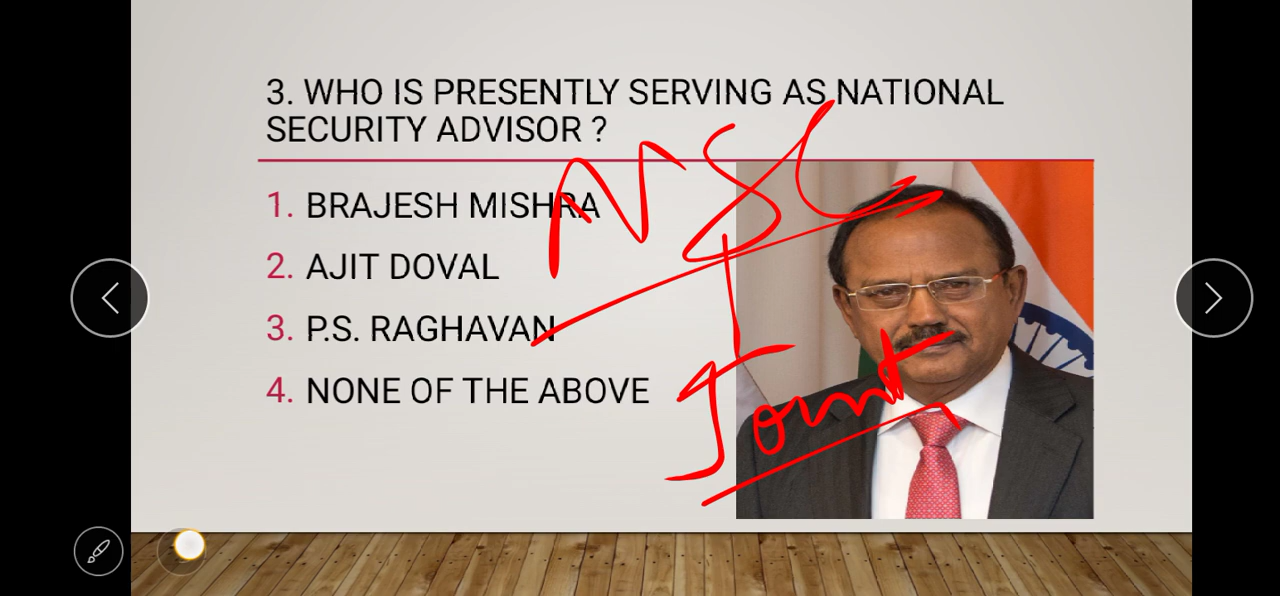 3. WHO IS PRESENTLY SERVING AS NATIONAL
SECURITY ADVISOR ?
1. BRAJESH MISHRA
2. AJIT DOVAL
3. P.S. RAGHAVAN
4. NONE OF THE ABOVE
NSC
Joint